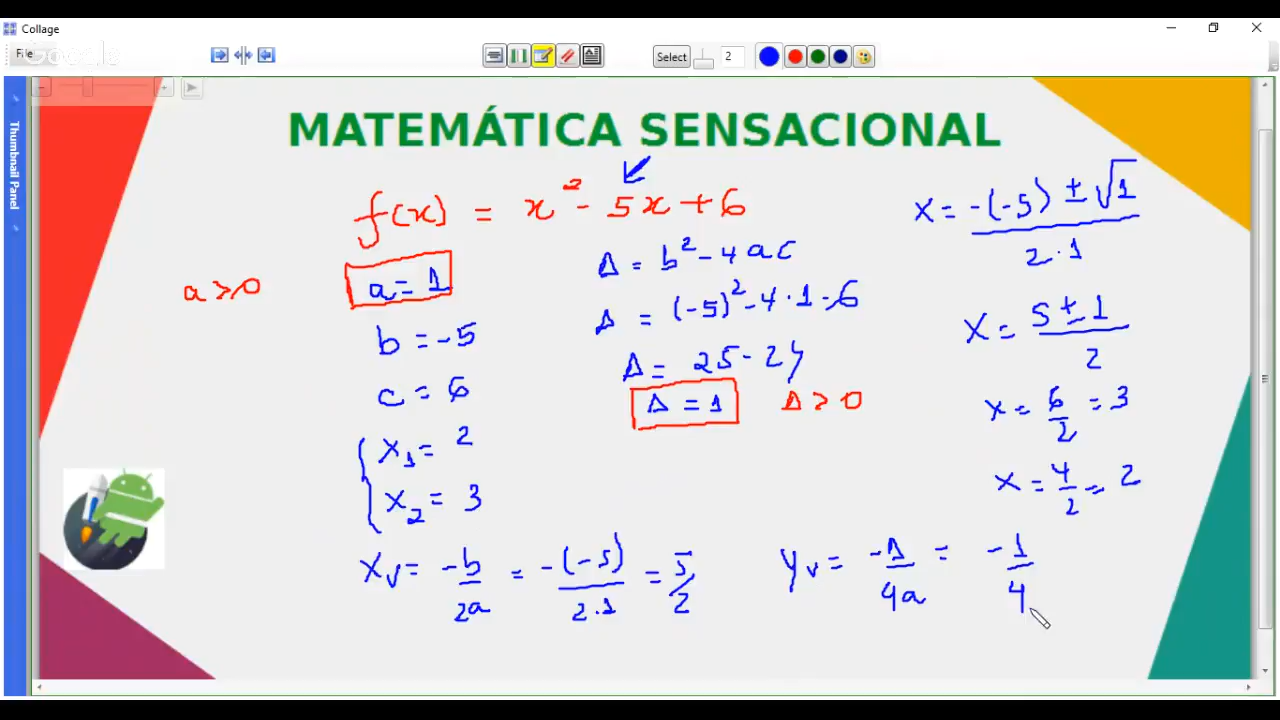 Collage
File
Select
2
Thumbnail Panel
MATEMÁTICA SENSACIONAL
f(x) = x² - 5x + 6
a > 0
a = 1
b = -5
c = 6
x₁ = 2
x₂ = 3
Δ = b² - 4ac
Δ = (-5)² - 4 · 1 · 6
Δ = 25 - 24
Δ = 1
Δ > 0
x = -(-5) ± √1 / 2·1
x = 5 ± 1 / 2
x = 6/2 = 3
x = 4/2 = 2
Xv = -b/2a = -(-5)/2·1 = 5/2
yv = -Δ/4a = -1/4